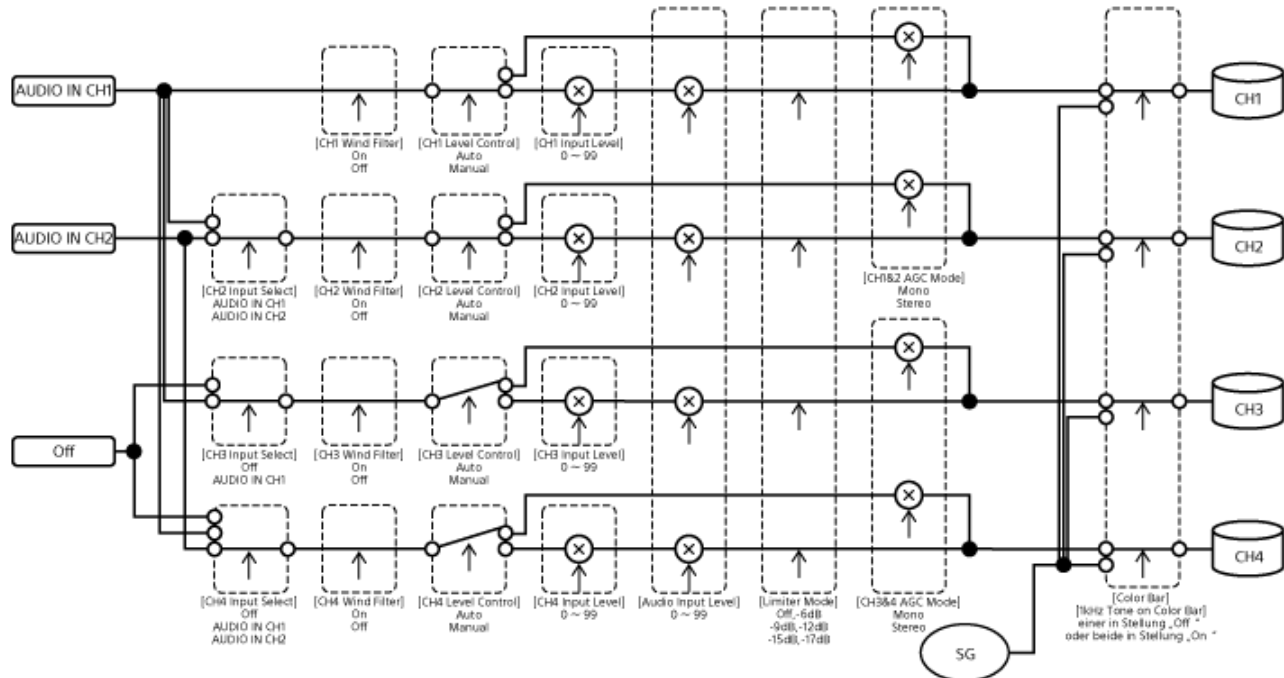 AUDIO IN CH1
CH1
[CH1 Wind Filter]
On
Off
[CH1 Level Control]
Auto
Manual
[CH1 Input Level]
0 ~ 99
AUDIO IN CH2
CH2
[CH2 Input Select]
AUDIO IN CH1
AUDIO IN CH2
[CH2 Wind Filter]
On
Off
[CH2 Level Control]
Auto
Manual
[CH2 Input Level]
0 ~ 99
[CH1&2 AGC Mode]
Mono
Stereo
CH3
Off
[CH3 Input Select]
Off
AUDIO IN CH1
[CH3 Wind Filter]
On
Off
[CH3 Level Control]
Auto
Manual
[CH3 Input Level]
0 ~ 99
CH4
[CH4 Input Select]
Off
AUDIO IN CH1
AUDIO IN CH2
[CH4 Wind Filter]
On
Off
[CH4 Level Control]
Auto
Manual
[CH4 Input Level]
0 ~ 99
[Audio Input Level]
0 ~ 99
[Limiter Mode]
Off,-6dB
-9dB,-12dB
-15dB,-17dB
[CH3&4 AGC Mode]
Mono
Stereo
SG
[Color Bar]
[1kHz Tone on Color Bar]
einer in Stellung „Off “
oder beide in Stellung „On “